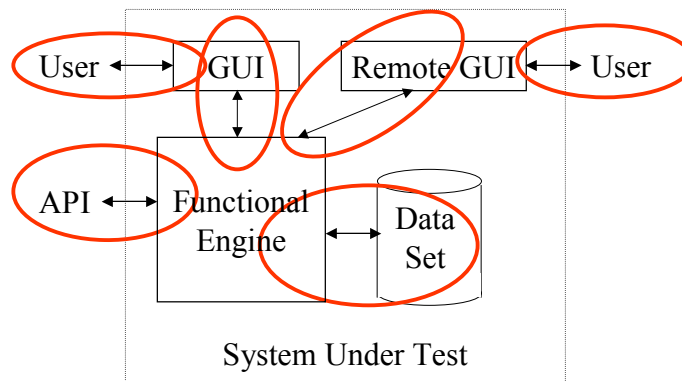 User
GUI
Remote GUI
User
API
Functional
Engine
Data
Set
System Under Test